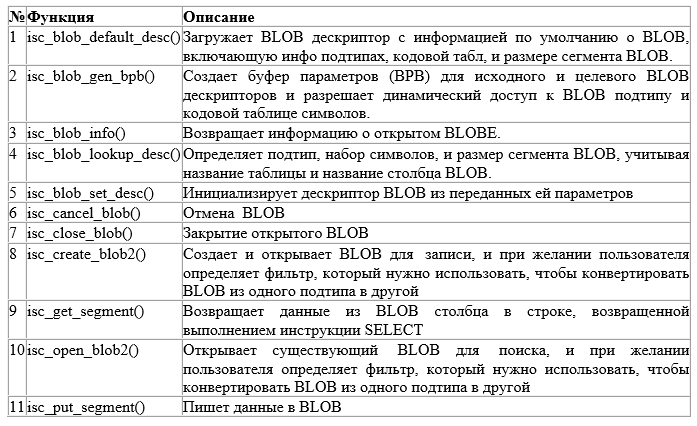 № Функция Описание
1 isc_blob_default_desc() Загружает BLOB дескриптор с информацией по умолчанию о BLOB,
включающую инфо подтипах, кодовой табл, и размере сегмента BLOB.
2 isc_blob_gen_bpb() Создает буфер параметров (BPB) для исходного и целевого BLOB
дескрипторов и разрешает динамический доступ к BLOB подтипу и
кодовой таблице символов.
3 isc_blob_info() Возвращает информацию о открытом BLOBE.
4 isc_blob_lookup_desc() Определяет подтип, набор символов, и размер сегмента BLOB, учитывая
название таблицы и название столбца BLOB.
5 isc_blob_set_desc() Инициализирует дескриптор BLOB из переданных ей параметров
6 isc_cancel_blob() Отмена BLOB
7 isc_close_blob() Закрытие открытого BLOB
8 isc_create_blob2() Создает и открывает BLOB для записи, и при желании пользователя
определяет фильтр, который нужно использовать, чтобы конвертировать
BLOB из одного подтипа в другой
9 isc_get_segment() Возвращает данные из BLOB столбца в строке, возвращенной
выполнением инструкции SELECT
10 isc_open_blob2() Открывает существующий BLOB для поиска, и при желании
пользователя определяет фильтр, который нужно использовать, чтобы
конвертировать BLOB из одного подтипа в другой
11 isc_put_segment() Пишет данные в BLOB